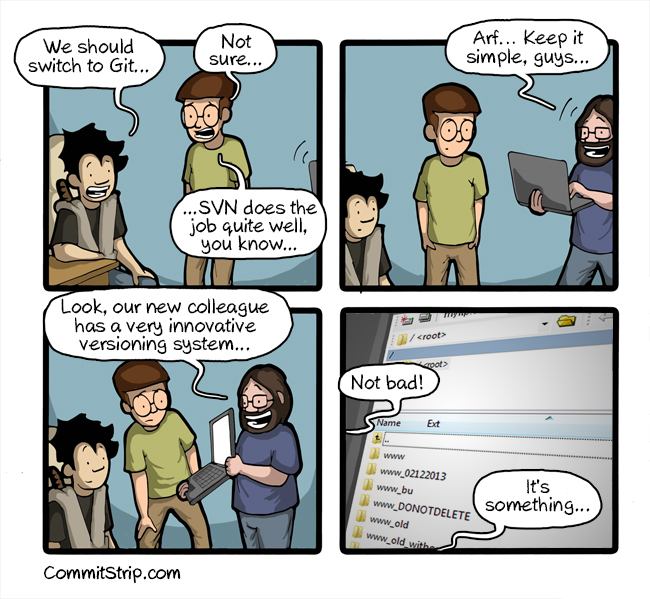 We should
switch to Git...
Not
sure...
...SVN does the
job quite well,
you know...
Arf... Keep it
simple, guys...
Look, our new colleague
has a very innovative
versioning system...
/ <root>
/
<root>
Not bad!
Name Ext
..
www
www_02122013
www_bu
www_DONOTDELETE
www_old
It's
something...
CommitStrip.com